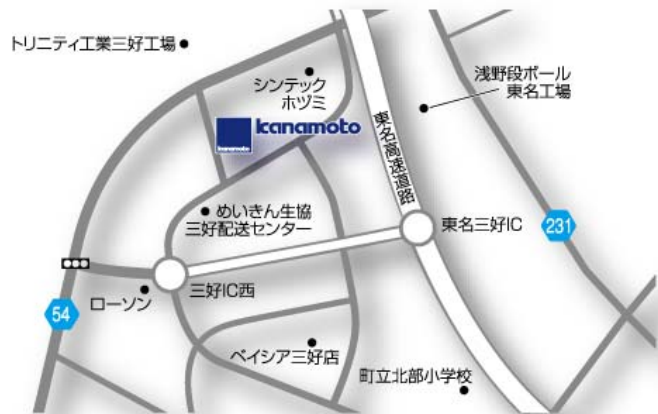 トリニティ工業三好工場
シンテック
ホヅミ
浅野段ボール
東名工場
kanamoto
kanamoto
東名高速道路
めいきん生協
三好配送センター
東名三好IC
231
三好IC西
ローソン
54
ベイシア三好店
町立北部小学校